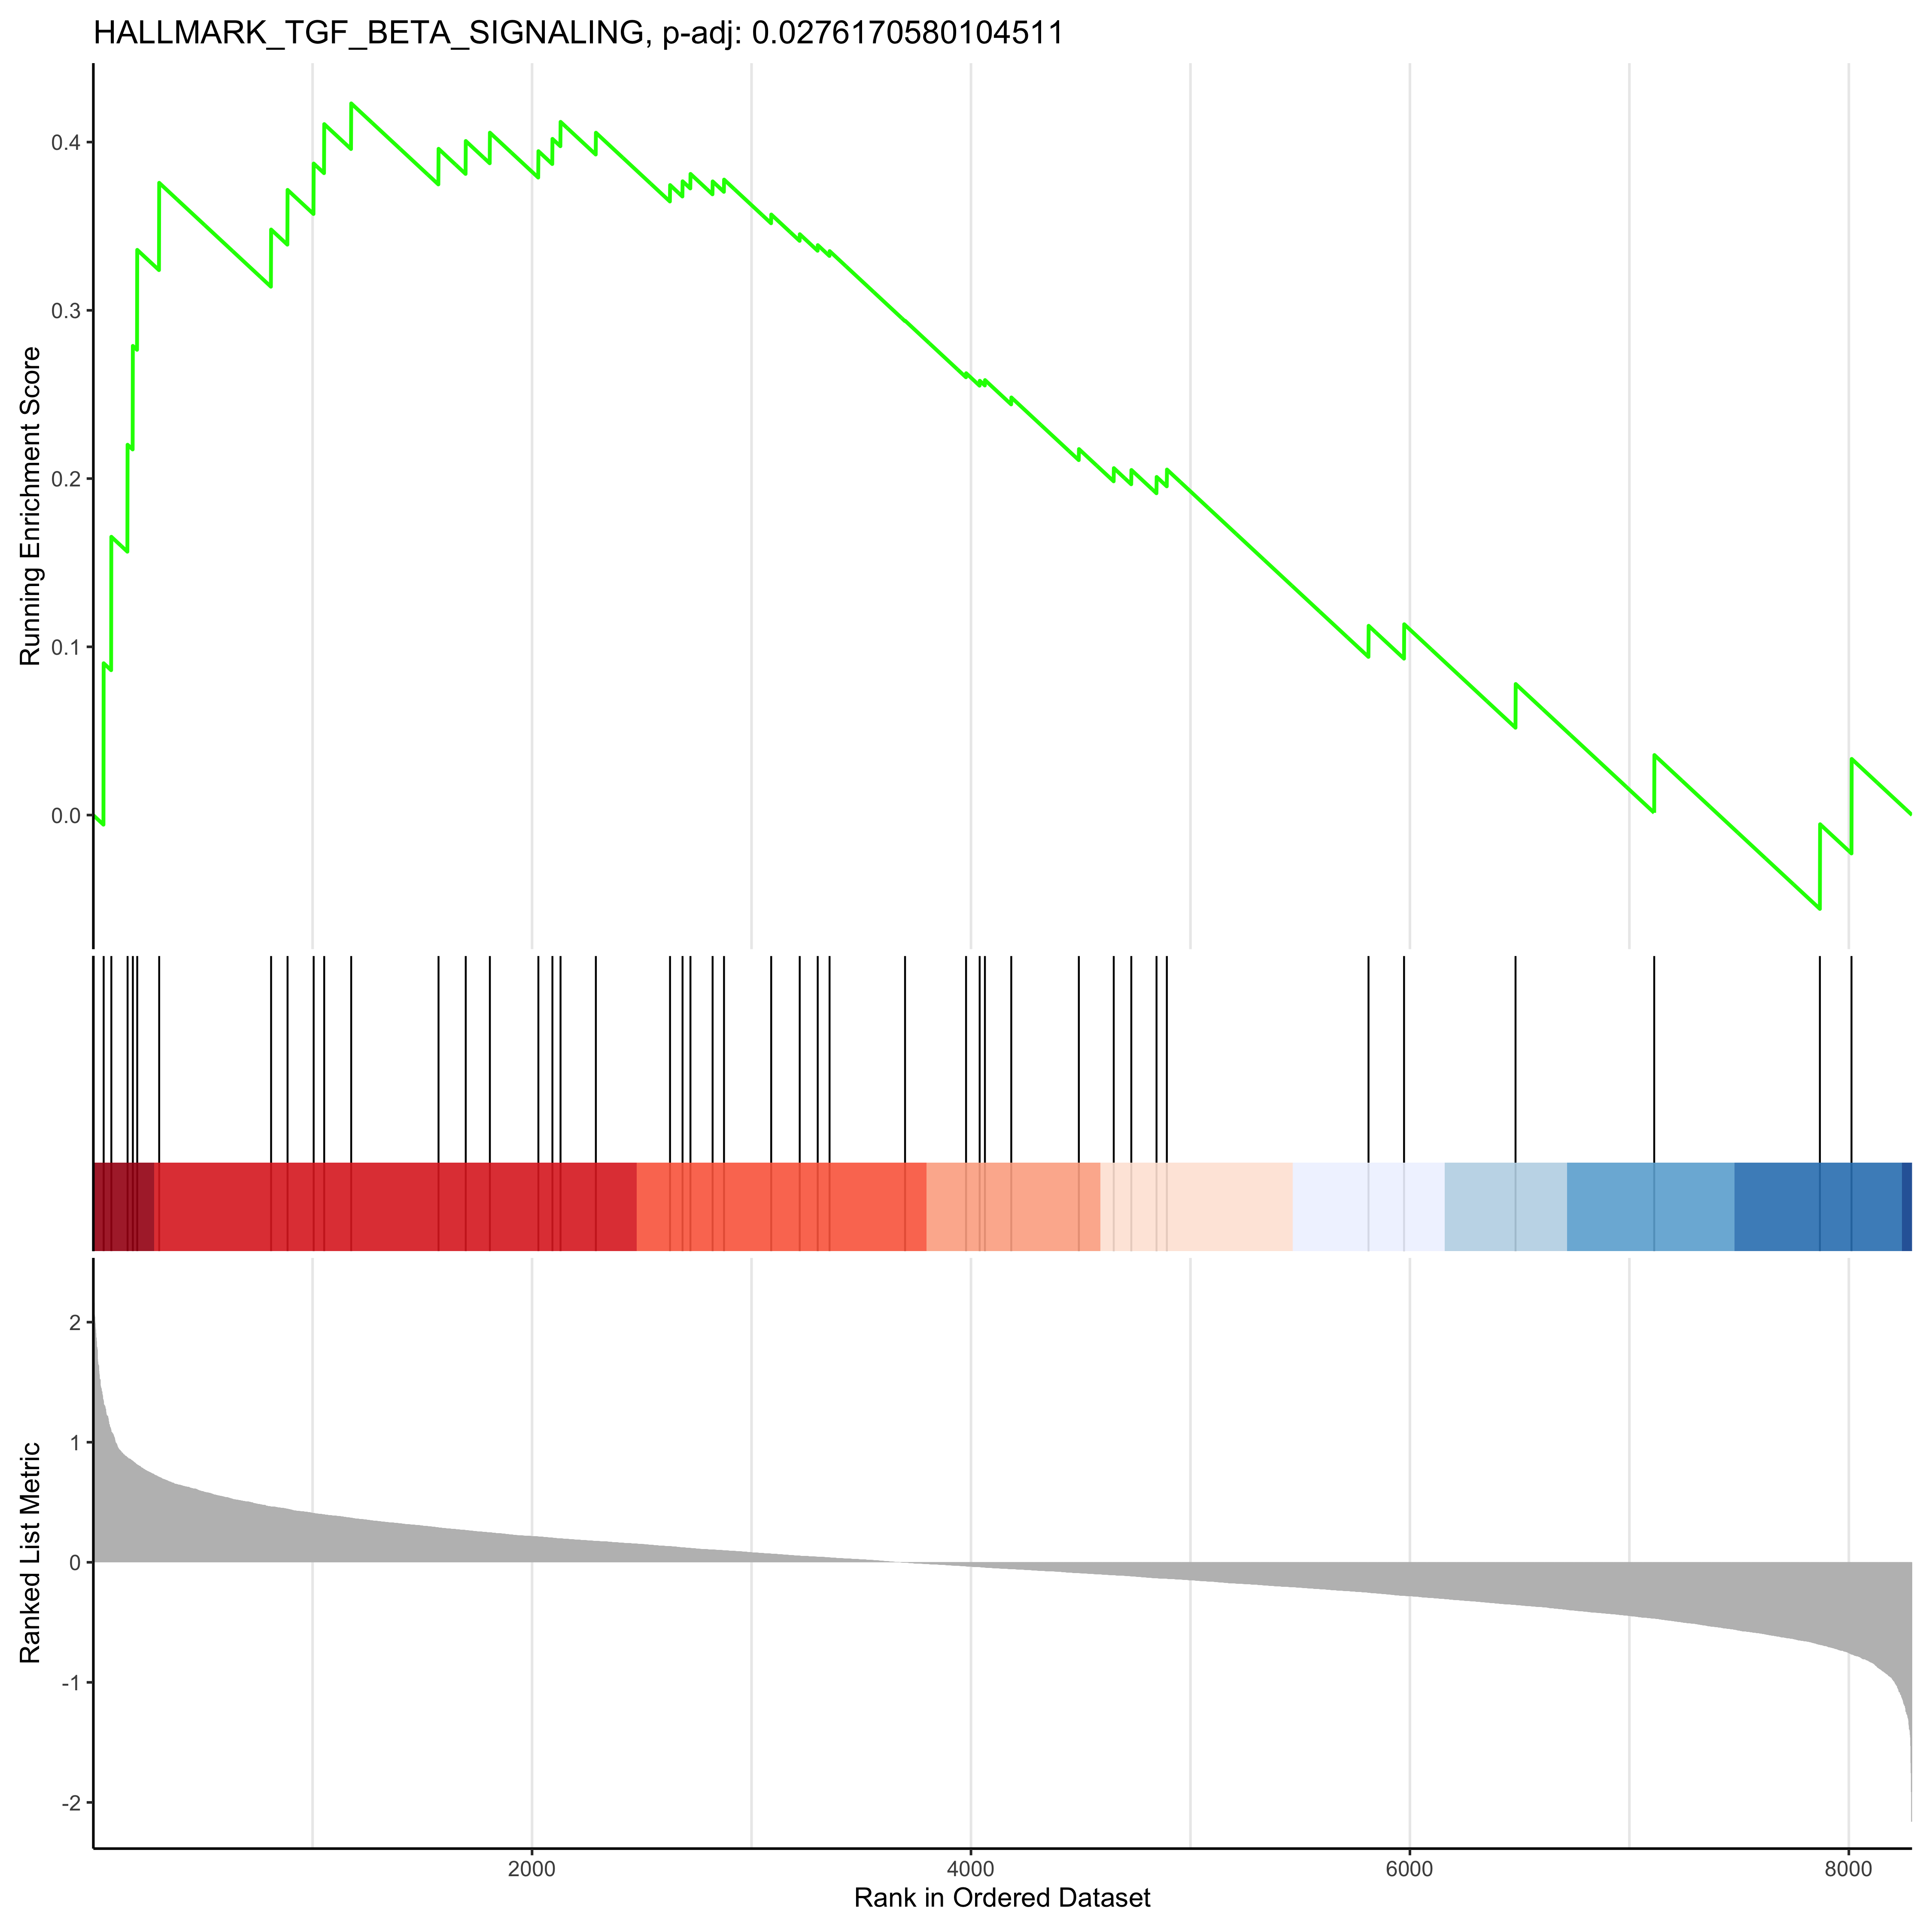 HALLMARK_TGF_BETA_SIGNALING, p-adj: 0.0276170580104511
Running Enrichment Score
0.4
0.3
0.2
0.1
0.0
Ranked List Metric
2
1
0
-1
-2
2000 4000 6000 8000
Rank in Ordered Dataset